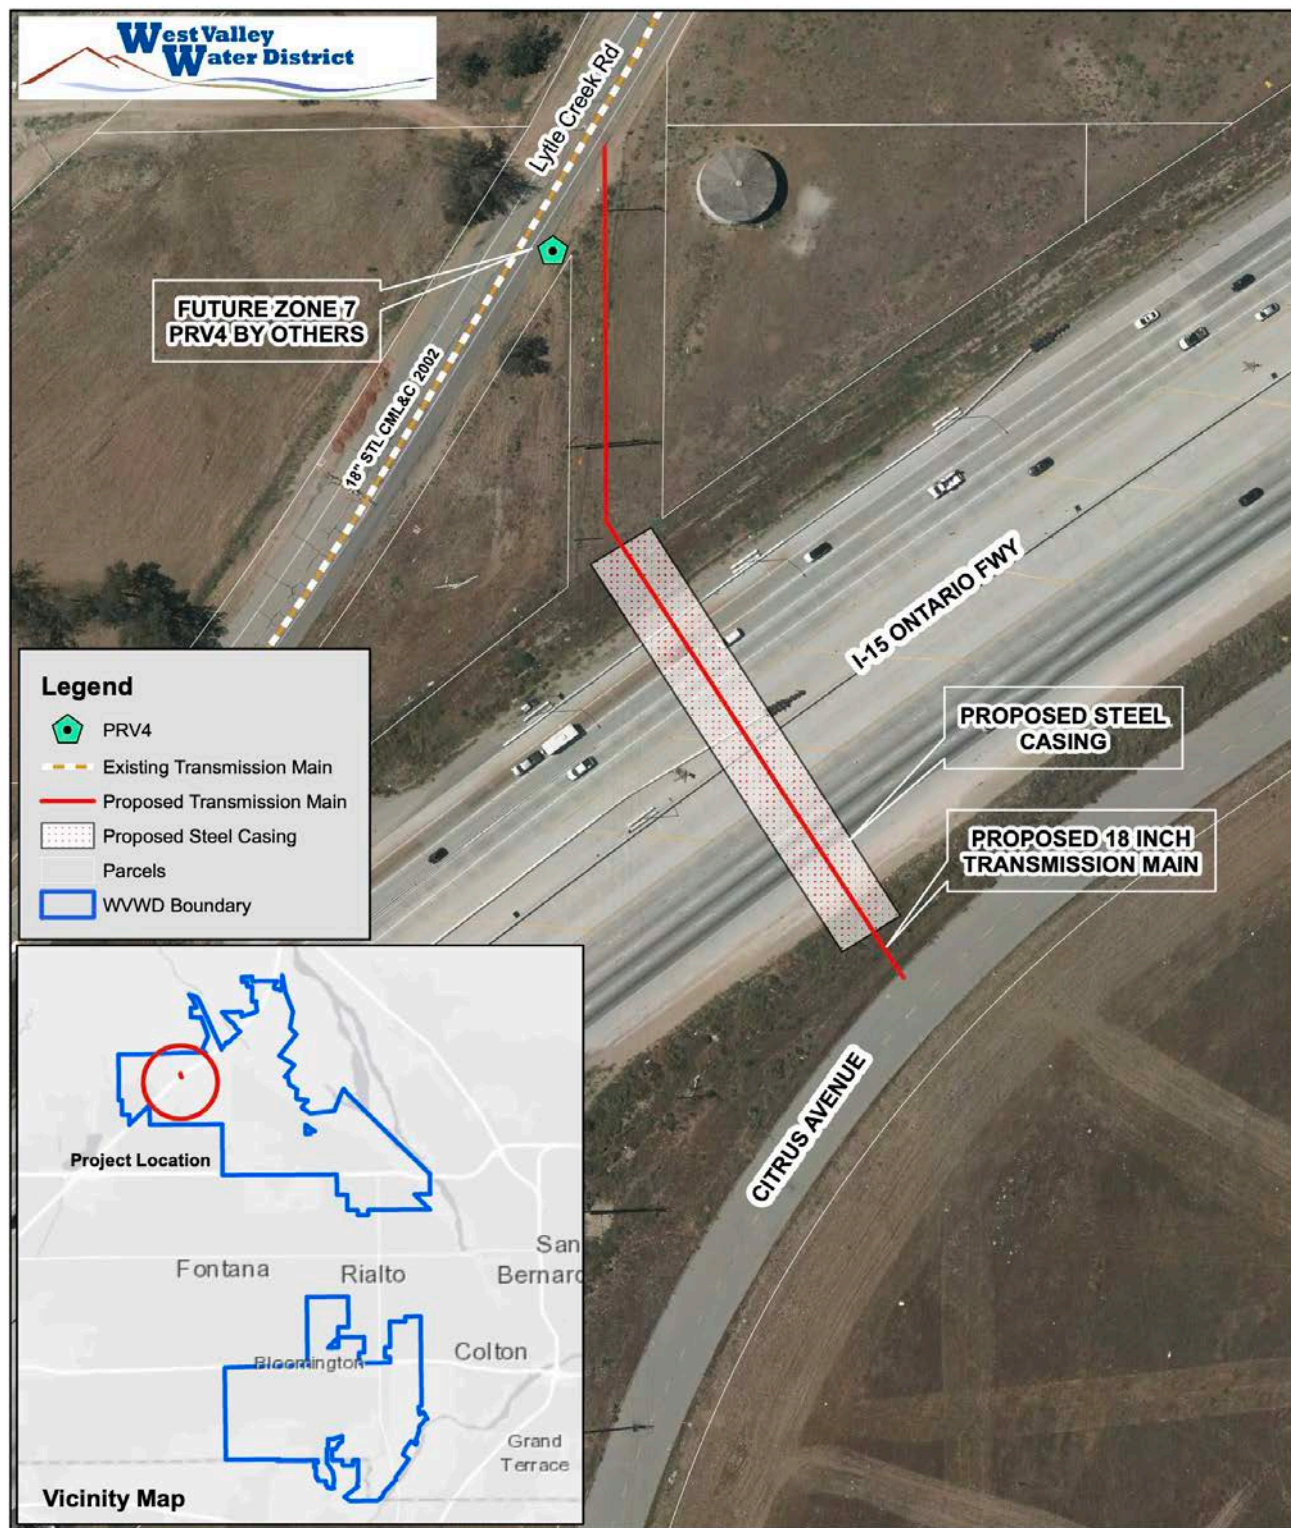 West Valley
Water District
Lytle Creek Rd
FUTURE ZONE 7
PRV4 BY OTHERS
18" STL CML&C 2002
I-15 ONTARIO FWY
PROPOSED STEEL
CASING
PROPOSED 18 INCH
TRANSMISSION MAIN
CITRUS AVENUE
Legend
PRV4
Existing Transmission Main
Proposed Transmission Main
Proposed Steel Casing
Parcels
WVWD Boundary
Project Location
Fontana
Rialto
San
Bernard
Bloomington
Colton
Grand
Terrace
Vicinity Map